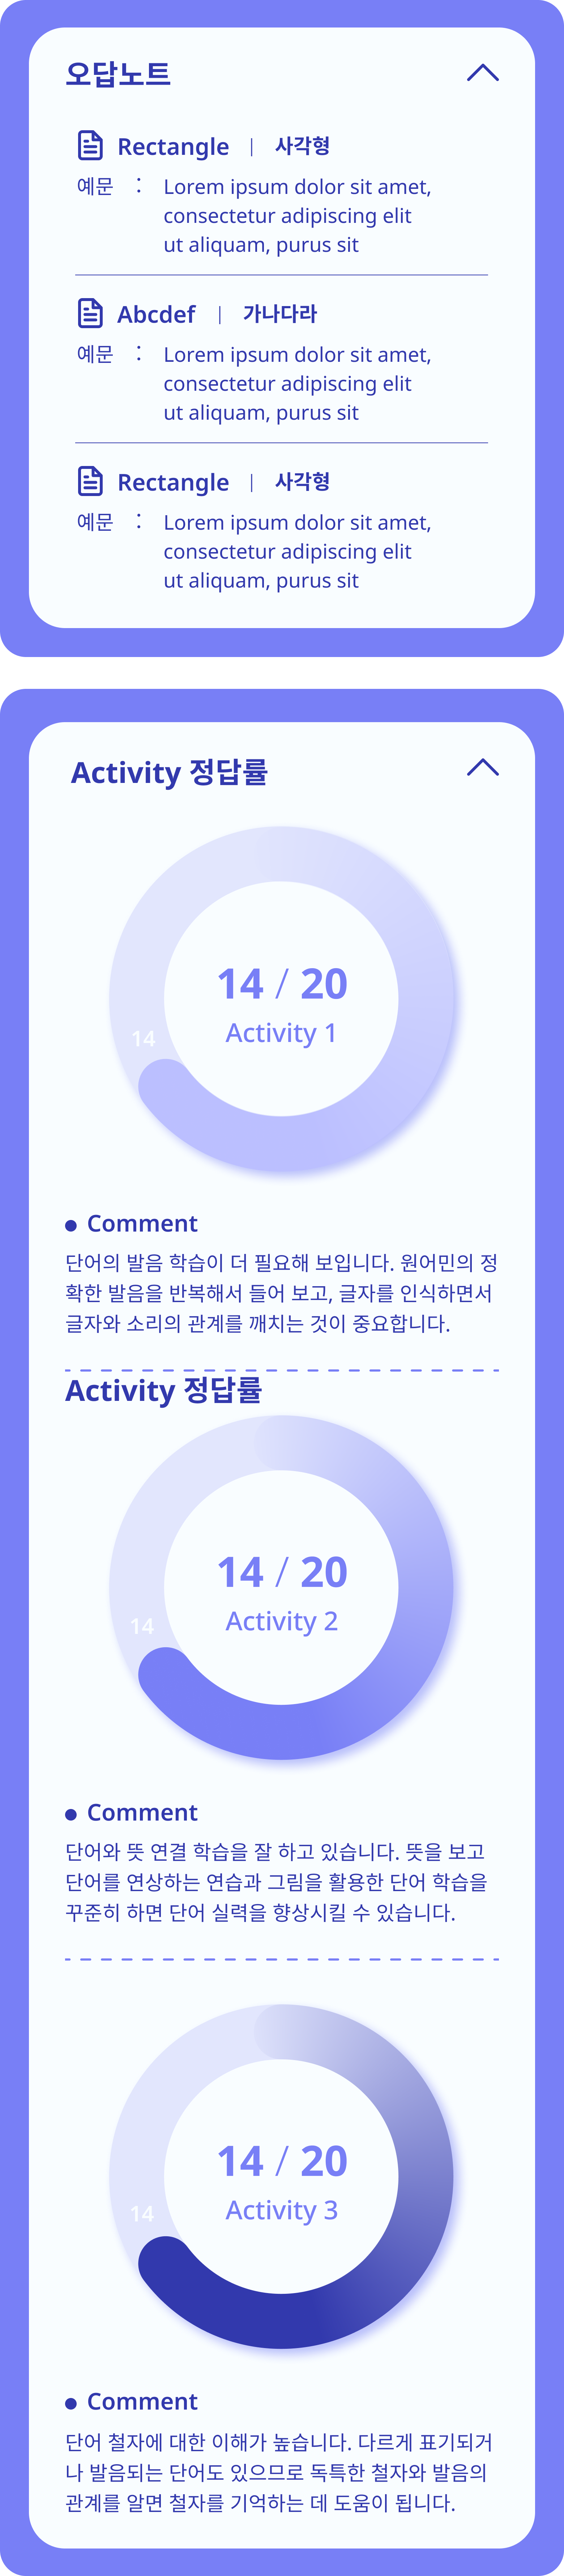 오답노트
Rectangle | 사각형
예문 : Lorem ipsum dolor sit amet,
consectetur adipiscing elit
ut aliquam, purus sit
Abcdef | 가나다라
예문 : Lorem ipsum dolor sit amet,
consectetur adipiscing elit
ut aliquam, purus sit
Rectangle | 사각형
예문 : Lorem ipsum dolor sit amet,
consectetur adipiscing elit
ut aliquam, purus sit
Activity 정답률
14 / 20
Activity 1
14
Comment
단어의 발음 학습이 더 필요해 보입니다. 원어민의 정
확한 발음을 반복해서 들어 보고, 글자를 인식하면서
글자와 소리의 관계를 깨치는 것이 중요합니다.
Activity 정답률
14 / 20
Activity 2
14
Comment
단어와 뜻 연결 학습을 잘 하고 있습니다. 뜻을 보고
단어를 연상하는 연습과 그림을 활용한 단어 학습을
꾸준히 하면 단어 실력을 향상시킬 수 있습니다.
14 / 20
Activity 3
14
Comment
단어 철자에 대한 이해가 높습니다. 다르게 표기되거
나 발음되는 단어도 있으므로 독특한 철자와 발음의
관계를 알면 철자를 기억하는 데 도움이 됩니다.